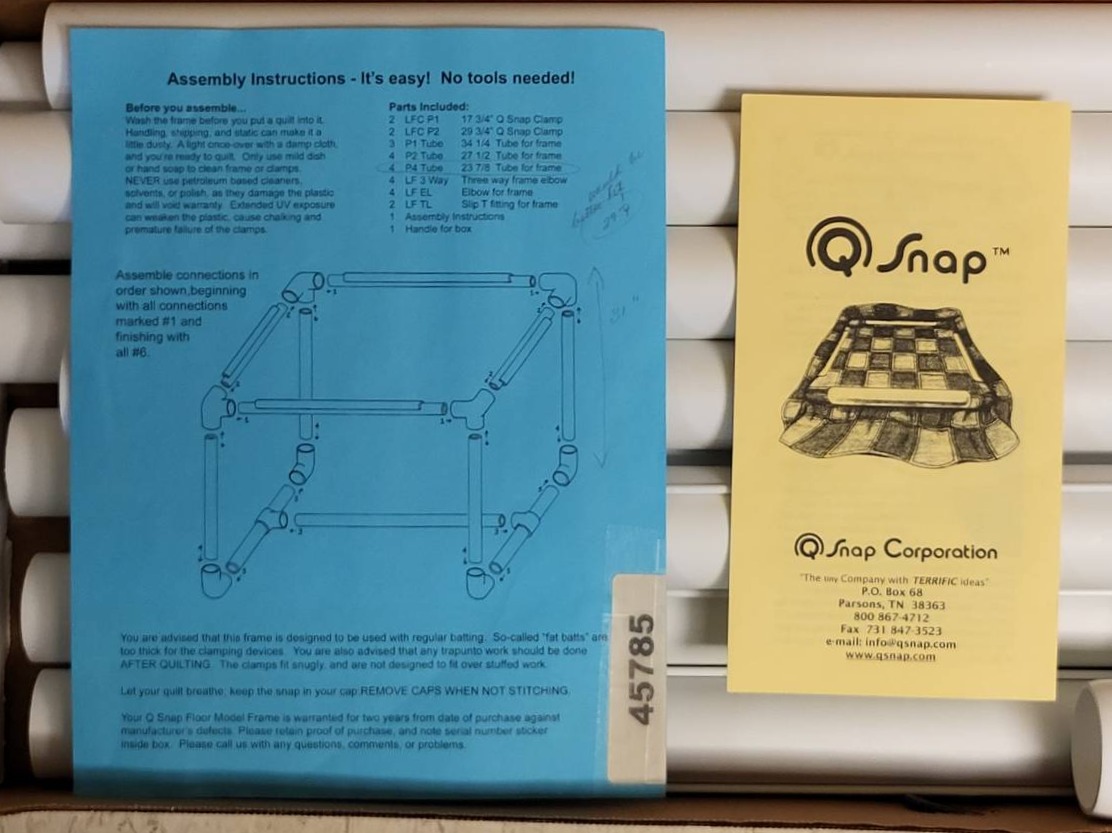 Assembly Instructions - It's easy! No tools needed!
Before you assemble...
Wash the frame before you put a quilt into it.
Handling, shipping, and static can make it a
little dusty. A light once-over with a damp cloth,
and you're ready to quilt. Only use mild dish
or hand soap to clean frame or clamps.
NEVER use petroleum based cleaners,
solvents, or polish, as they damage the plastic
and will void warranty. Extended UV exposure
can weaken the plastic, cause chalking and
premature failure of the clamps.
Parts Included:
2 LFC P1 17 3/4" Q Snap Clamp
2 LFC P2 29 3/4" Q Snap Clamp
3 P1 Tube 34 1/4 Tube for frame
4 P2 Tube 27 1/2 Tube for frame
4 P4 Tube 23 7/8 Tube for frame
4 LF 3 Way Three way frame elbow
4 LF EL Elbow for frame
2 LF TL Slip T fitting for frame
1 Assembly Instructions
1 Handle for box
would be
better ht
Assemble connections in
order shown,beginning
with all connections
marked #1 and
finishing with
all #6.
31"
You are advised that this frame is designed to be used with regular batting. So-called "fat batts" are
too thick for the clamping devices. You are also advised that any trapunto work should be done
AFTER QUILTING. The clamps fit snugly, and are not designed to fit over stuffed work.
Let your quilt breathe; keep the snap in your cap:REMOVE CAPS WHEN NOT STITCHING.
Your Q Snap Floor Model Frame is warranted for two years from date of purchase against
manufacturer's defects. Please retain proof of purchase, and note serial number sticker
inside box. Please call us with any questions, comments, or problems.
45785
Q Snap™
Q Snap Corporation
"The tiny Company with TERRIFIC ideas"
P.O. Box 68
Parsons, TN 38363
800 867-4712
Fax 731 847-3523
e-mail: info@qsnap.com
www.qsnap.com